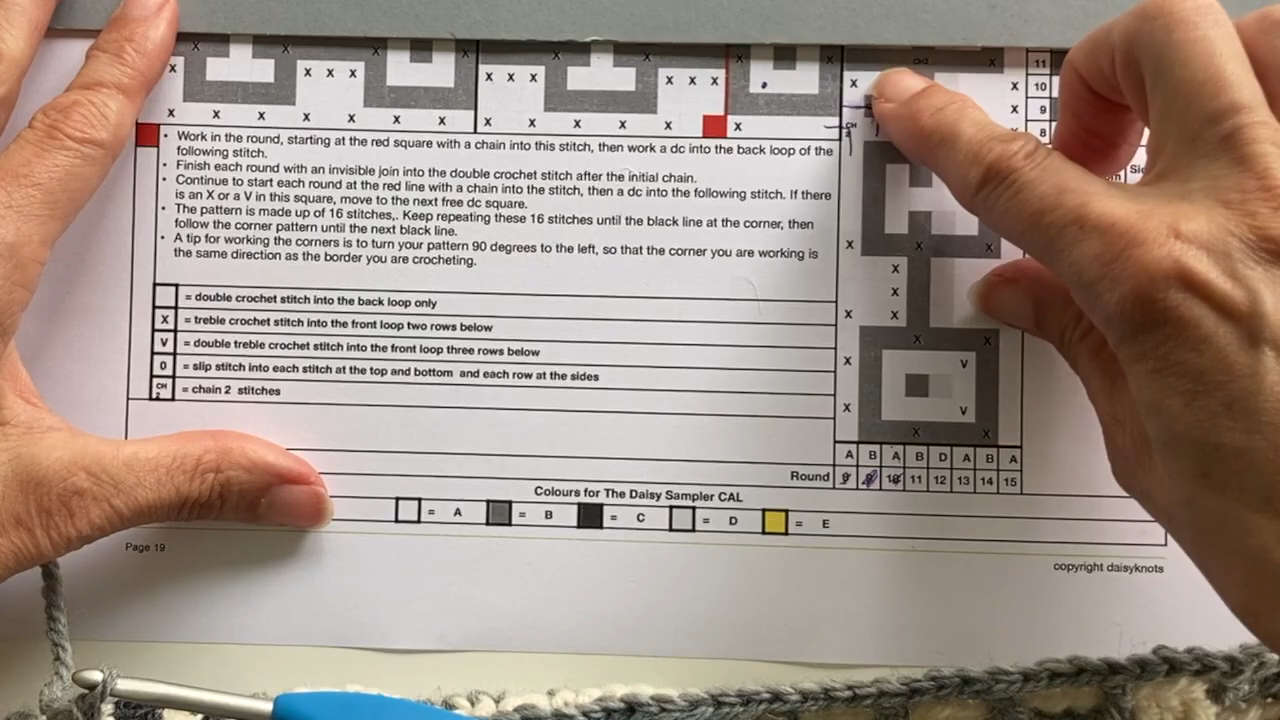 X X X X X X X X X 11
X X X X X X X X X X X X X X 10
X 9
X X X X X X X X X X X X X CH 8
• Work in the round, starting at the red square with a chain into this stitch, then work a dc into the back loop of the
following stitch.
• Finish each round with an invisible join into the double crochet stitch after the initial chain.
• Continue to start each round at the red line with a chain into the stitch, then a dc into the following stitch. If there
is an X or a V in this square, move to the next free dc square.
• The pattern is made up of 16 stitches,. Keep repeating these 16 stitches until the black line at the corner, then
follow the corner pattern until the next black line.
• A tip for working the corners is to turn your pattern 90 degrees to the left, so that the corner you are working is
the same direction as the border you are crocheting.
X X X
X
X
X X
X X
X V
X V
X X
= double crochet stitch into the back loop only
X = treble crochet stitch into the front loop two rows below
V = double treble crochet stitch into the front loop three rows below
0 = slip stitch into each stitch at the top and bottom and each row at the sides
CH 2 = chain 2 stitches
A B A B D A B A
Round 8 9 10 11 12 13 14 15
Colours for The Daisy Sampler CAL
= A = B = C = D = E
Page 19
copyright daisyknots